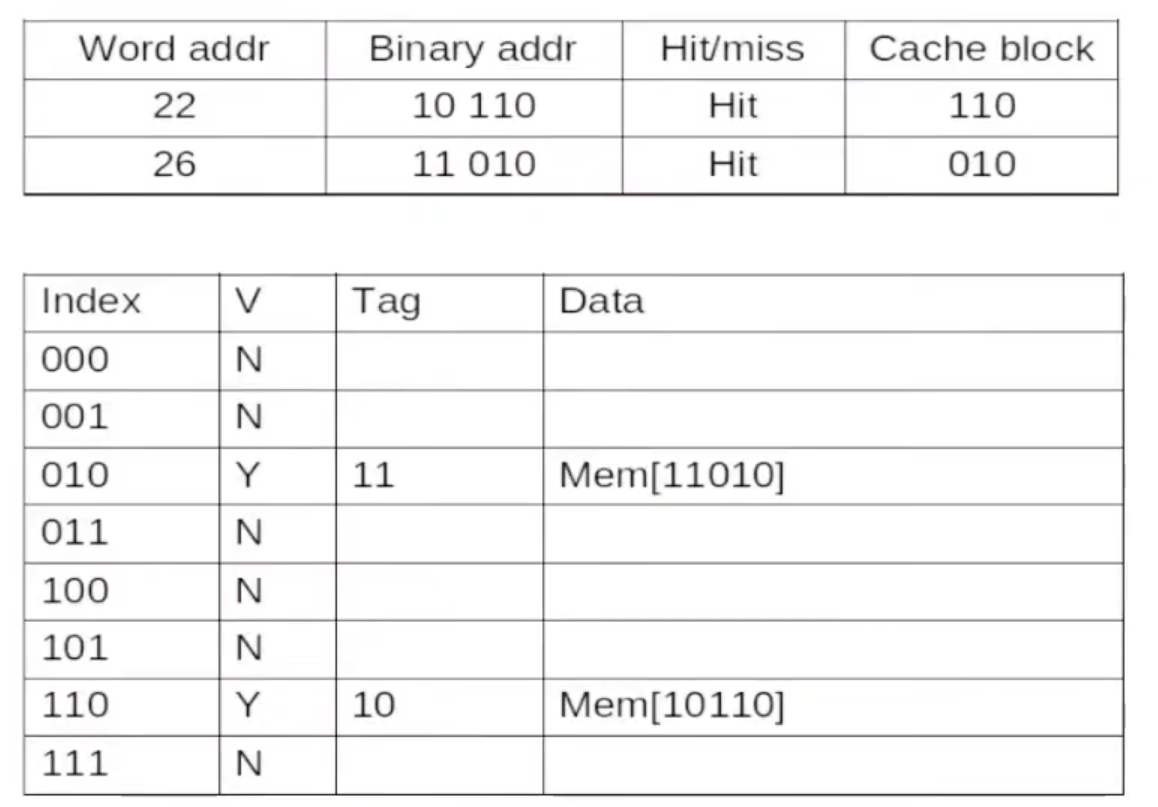 Word addr Binary addr Hit/miss Cache block
22 10 110 Hit 110
26 11 010 Hit 010
Index V Tag Data
000 N
001 N
010 Y 11 Mem[11010]
011 N
100 N
101 N
110 Y 10 Mem[10110]
111 N